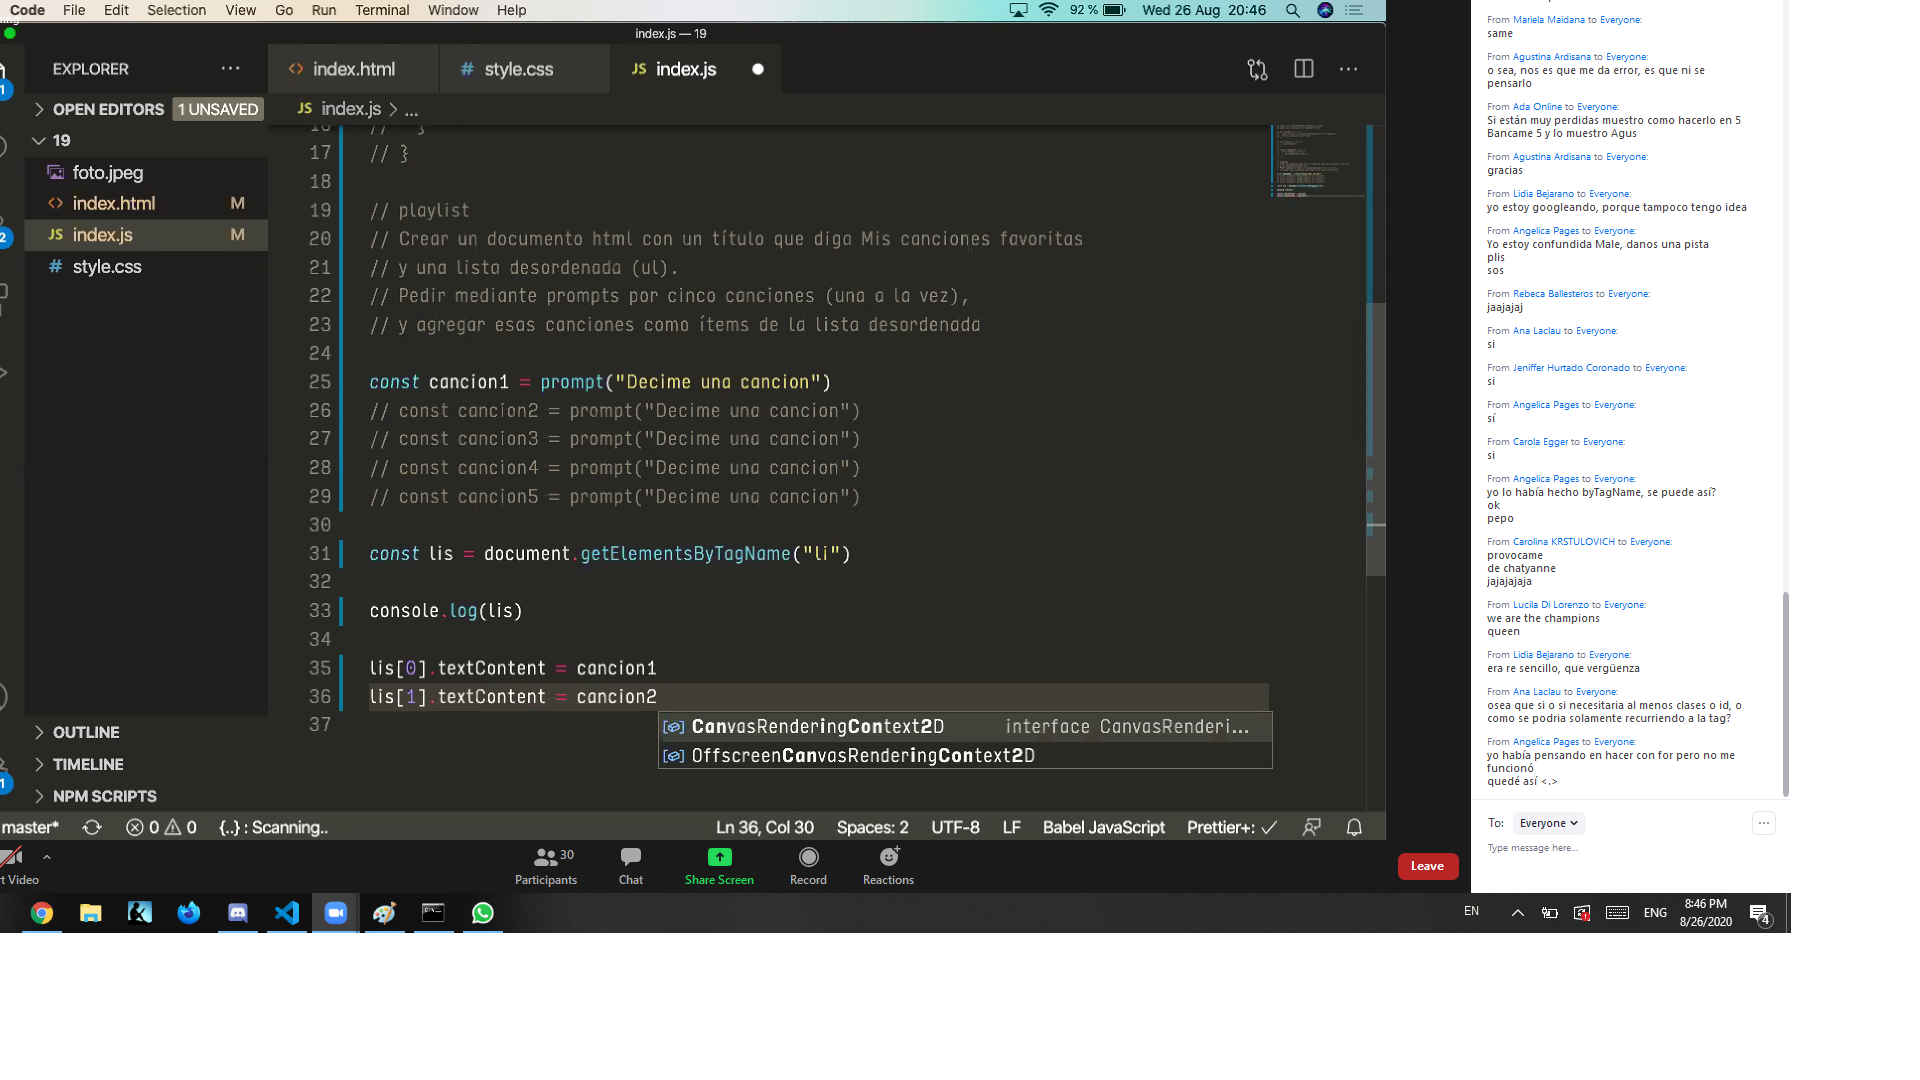 Code File Edit Selection View Go Run Terminal Window Help
92 % Wed 26 Aug 20:46
index.js — 19
EXPLORER
index.html
style.css
JS index.js
OPEN EDITORS 1 UNSAVED
JS index.js > ...
19
foto.jpeg
index.html M
JS index.js M
style.css
OUTLINE
TIMELINE
NPM SCRIPTS
16 // }
17 // }
18
19 // playlist
20 // Crear un documento html con un título que diga Mis canciones favoritas
21 // y una lista desordenada (ul).
22 // Pedir mediante prompts por cinco canciones (una a la vez),
23 // y agregar esas canciones como ítems de la lista desordenada
24
25 const cancion1 = prompt("Decime una cancion")
26 // const cancion2 = prompt("Decime una cancion")
27 // const cancion3 = prompt("Decime una cancion")
28 // const cancion4 = prompt("Decime una cancion")
29 // const cancion5 = prompt("Decime una cancion")
30
31 const lis = document.getElementsByTagName("li")
32
33 console.log(lis)
34
35 lis[0].textContent = cancion1
36 lis[1].textContent = cancion2
37
CanvasRenderingContext2D interface CanvasRenderi...
OffscreenCanvasRenderingContext2D
master* 0 0 {..} : Scanning.. Ln 36, Col 30 Spaces: 2 UTF-8 LF Babel JavaScript Prettier+: ✓
t Video
30
Participants
Chat
Share Screen
Record
Reactions
Leave
From Mariela Maidana to Everyone:
same
From Agustina Ardisana to Everyone:
o sea, nos es que me da error, es que ni se
pensarlo
From Ada Online to Everyone:
Si están muy perdidas muestro como hacerlo en 5
Bancame 5 y lo muestro Agus
From Agustina Ardisana to Everyone:
gracias
From Lidia Bejarano to Everyone:
yo estoy googleando, porque tampoco tengo idea
From Angelica Pages to Everyone:
Yo estoy confundida Male, danos una pista
plis
sos
From Rebeca Ballesteros to Everyone:
jaajajaj
From Ana Laclau to Everyone:
si
From Jeniffer Hurtado Coronado to Everyone:
si
From Angelica Pages to Everyone:
sí
From Carola Egger to Everyone:
si
From Angelica Pages to Everyone:
yo lo había hecho byTagName, se puede así?
ok
pepo
From Carolina KRSTULOVICH to Everyone:
provocame
de chatyanne
jajajajaja
From Lucila Di Lorenzo to Everyone:
we are the champions
queen
From Lidia Bejarano to Everyone:
era re sencillo, que vergüenza
From Ana Laclau to Everyone:
osea que si o si necesitaria al menos clases o id, o
como se podria solamente recurriendo a la tag?
From Angelica Pages to Everyone:
yo había pensando en hacer con for pero no me
funcionó
quedé así <.>
To: Everyone
Type message here...
EN
ENG
8:46 PM
8/26/2020
4